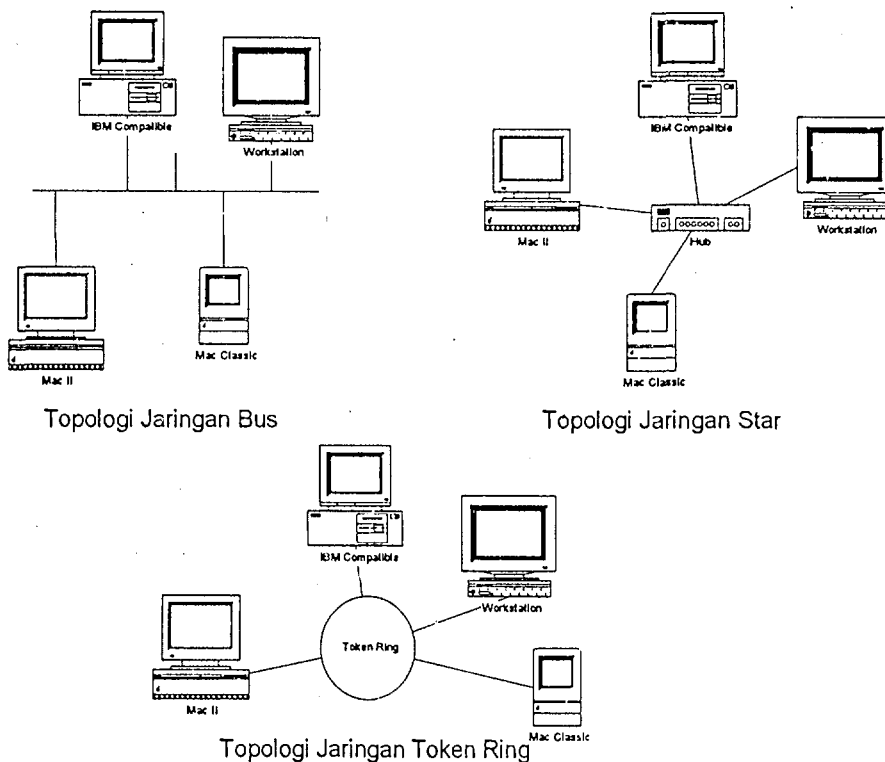 IBM Compatible
Workstation
Mac II
Mac Classic
Topologi Jaringan Bus
IBM Compatible
Mac II
Hub
Workstation
Mac Classic
Topologi Jaringan Star
IBM Compatible
Workstation
Token Ring
Mac II
Mac Classic
Topologi Jaringan Token Ring